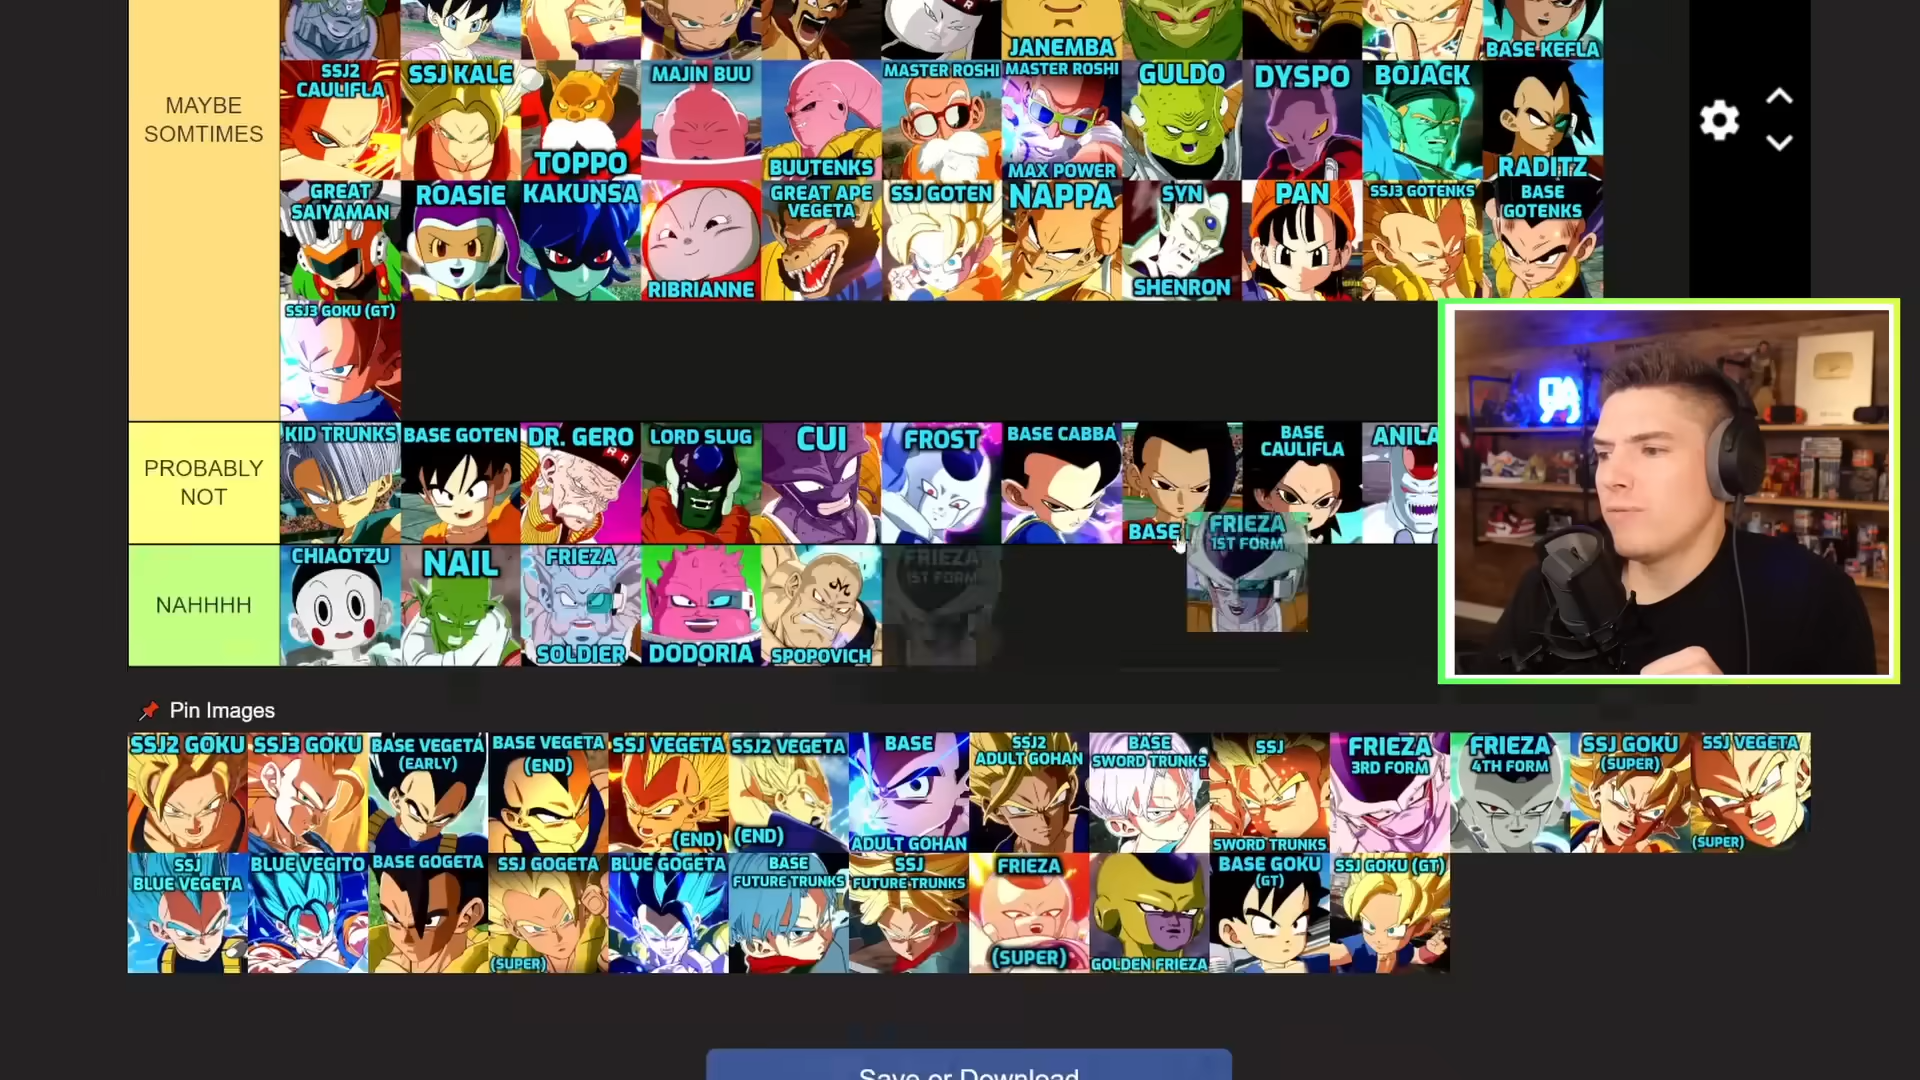 JANEMBA
BASE KEFLA
MAYBE
SOMTIMES
SSJ2
CAULIFLA
SSJ KALE
TOPPO
MAJIN BUU
BUUTENKS
MASTER ROSHI
MASTER ROSHI
MAX POWER
GULDO
DYSPO
BOJACK
RADITZ
GREAT
SAIYAMAN
ROASIE
KAKUNSA
RIBRIANNE
GREAT APE
VEGETA
SSJ GOTEN
NAPPA
SYN
SHENRON
PAN
SSJ3 GOTENKS
BASE
GOTENKS
SSJ3 GOKU (GT)
PROBABLY
NOT
KID TRUNKS
BASE GOTEN
DR. GERO
LORD SLUG
CUI
FROST
BASE CABBA
BASE
BASE
CAULIFLA
ANILA
FRIEZA
1ST FORM
NAHHHH
CHIAOTZU
NAIL
FRIEZA
SOLDIER
DODORIA
SPOPOVICH
FRIEZA
1ST FORM
Pin Images
SSJ2 GOKU
SSJ3 GOKU
BASE VEGETA
(EARLY)
BASE VEGETA
(END)
SSJ VEGETA
(END)
SSJ2 VEGETA
(END)
BASE
ADULT GOHAN
SSJ2
ADULT GOHAN
BASE
SWORD TRUNKS
SSJ
SWORD TRUNKS
FRIEZA
3RD FORM
FRIEZA
4TH FORM
SSJ GOKU
(SUPER)
SSJ VEGETA
(SUPER)
SSJ
BLUE VEGETA
BLUE VEGITO
BASE GOGETA
SSJ GOGETA
(SUPER)
BLUE GOGETA
BASE
FUTURE TRUNKS
SSJ
FUTURE TRUNKS
FRIEZA
(SUPER)
GOLDEN FRIEZA
BASE GOKU
(GT)
SSJ GOKU (GT)
Save or Download